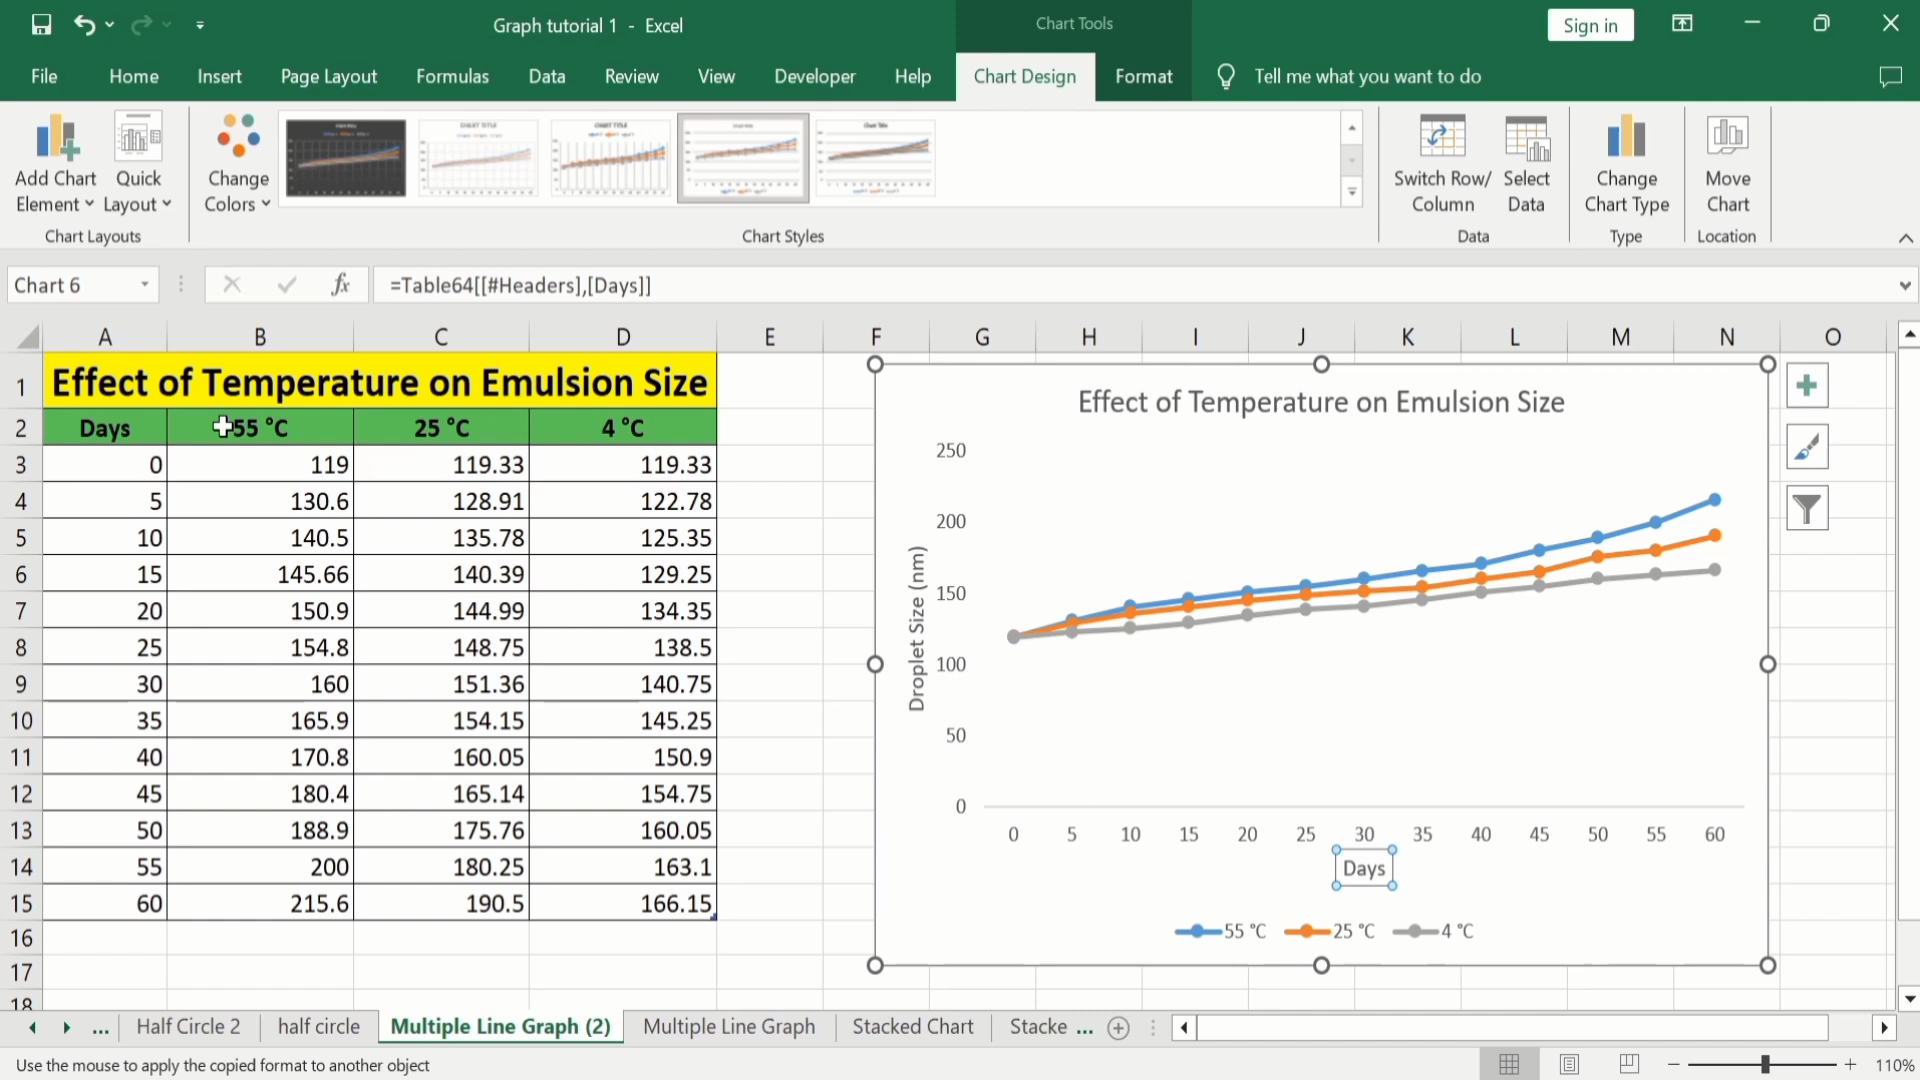 Graph tutorial 1 - Excel
Chart Tools
Sign in
File Home Insert Page Layout Formulas Data Review View Developer Help Chart Design Format Tell me what you want to do
Add Chart Element
Quick Layout
Change Colors
Switch Row/ Column
Select Data
Change Chart Type
Move Chart
Chart Layouts Chart Styles Data Type Location
Chart 6 fx =Table64[[#Headers],[Days]]
A B C D E F G H I J K L M N O
1 Effect of Temperature on Emulsion Size
2 Days 55 °C 25 °C 4 °C
3 0 119 119.33 119.33
4 5 130.6 128.91 122.78
5 10 140.5 135.78 125.35
6 15 145.66 140.39 129.25
7 20 150.9 144.99 134.35
8 25 154.8 148.75 138.5
9 30 160 151.36 140.75
10 35 165.9 154.15 145.25
11 40 170.8 160.05 150.9
12 45 180.4 165.14 154.75
13 50 188.9 175.76 160.05
14 55 200 180.25 163.1
15 60 215.6 190.5 166.15
16
17
18
Effect of Temperature on Emulsion Size
Droplet Size (nm)
250
200
150
100
50
0
0 5 10 15 20 25 30 35 40 45 50 55 60
Days
55 °C 25 °C 4 °C
... Half Circle 2 half circle Multiple Line Graph (2) Multiple Line Graph Stacked Chart Stacke ...
Use the mouse to apply the copied format to another object
110%